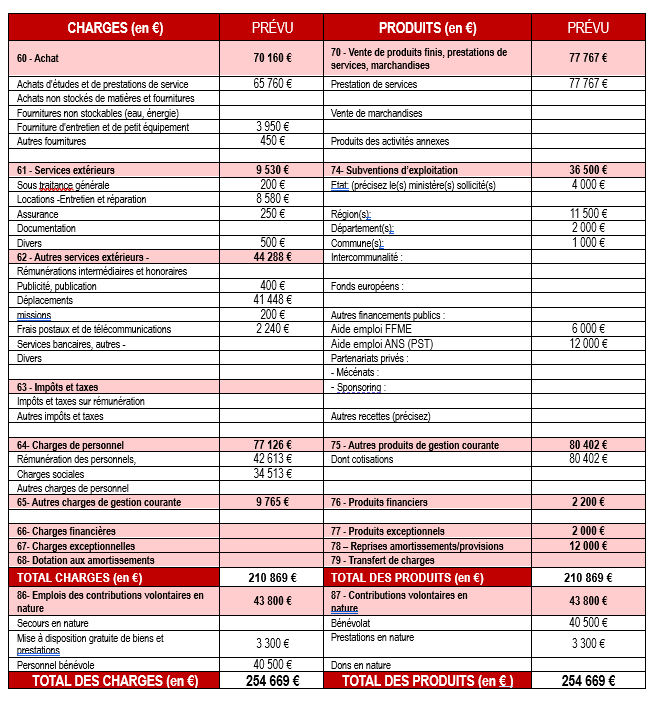 CHARGES (en €) PRÉVU PRODUITS (en €) PRÉVU
60 - Achat 70 160 € 70 - Vente de produits finis, prestations de services, marchandises 77 767 €
Achats d'études et de prestations de service 65 760 € Prestation de services 77 767 €
Achats non stockés de matières et fournitures
Fournitures non stockables (eau, énergie) Vente de marchandises
Fourniture d'entretien et de petit équipement 3 950 €
Autres fournitures 450 € Produits des activités annexes
61 - Services extérieurs 9 530 € 74- Subventions d'exploitation 36 500 €
Sous traitance générale 200 € Etat: (précisez le(s) ministère(s) sollicité(s) 4 000 €
Locations -Entretien et réparation 8 580 €
Assurance 250 € Région(s): 11 500 €
Documentation Département(s): 2 000 €
Divers 500 € Commune(s): 1 000 €
62 - Autres services extérieurs - 44 288 € Intercommunalité :
Rémunérations intermédiaires et honoraires
Publicité, publication 400 € Fonds européens :
Déplacements 41 448 €
missions 200 € Autres financements publics :
Frais postaux et de télécommunications 2 240 € Aide emploi FFME 6 000 €
Services bancaires, autres - Aide emploi ANS (PST) 12 000 €
Divers Partenariats privés :
- Mécénats :
63 - Impôts et taxes - Sponsoring :
Impôts et taxes sur rémunération
Autres impôts et taxes Autres recettes (précisez)
64- Charges de personnel 77 126 € 75 - Autres produits de gestion courante 80 402 €
Rémunération des personnels, 42 613 € Dont cotisations 80 402 €
Charges sociales 34 513 €
Autres charges de personnel
65- Autres charges de gestion courante 9 765 € 76 - Produits financiers 2 200 €
66- Charges financières 77 - Produits exceptionnels 2 000 €
67- Charges exceptionnelles 78 – Reprises amortissements/provisions 12 000 €
68- Dotation aux amortissements 79 - Transfert de charges
TOTAL CHARGES (en €) 210 869 € TOTAL DES PRODUITS (en €) 210 869 €
86- Emplois des contributions volontaires en nature 43 800 € 87 - Contributions volontaires en nature 43 800 €
Secours en nature Bénévolat 40 500 €
Mise à disposition gratuite de biens et prestations 3 300 € Prestations en nature 3 300 €
Personnel bénévole 40 500 € Dons en nature
TOTAL DES CHARGES (en €) 254 669 € TOTAL DES PRODUITS (en € ) 254 669 €